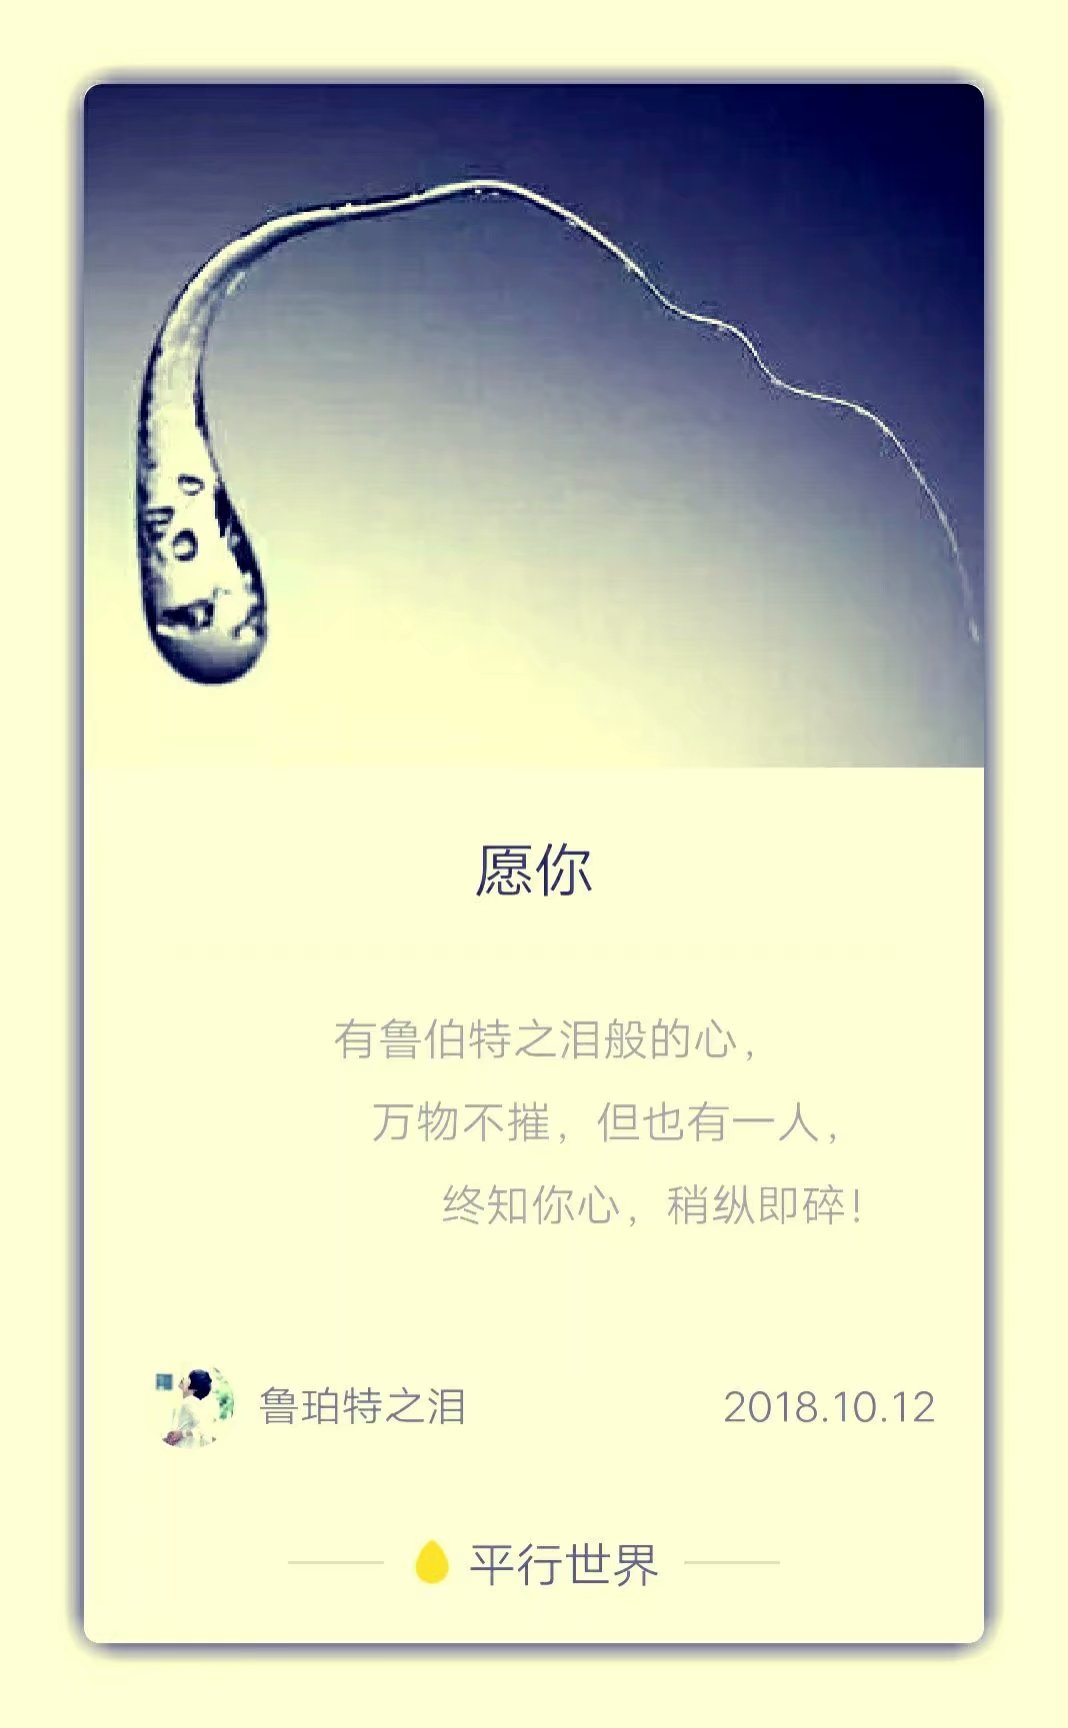 愿你
有鲁伯特之泪般的心，
万物不摧，但也有一人，
终知你心，稍纵即碎！
鲁珀特之泪 2018.10.12
平行世界